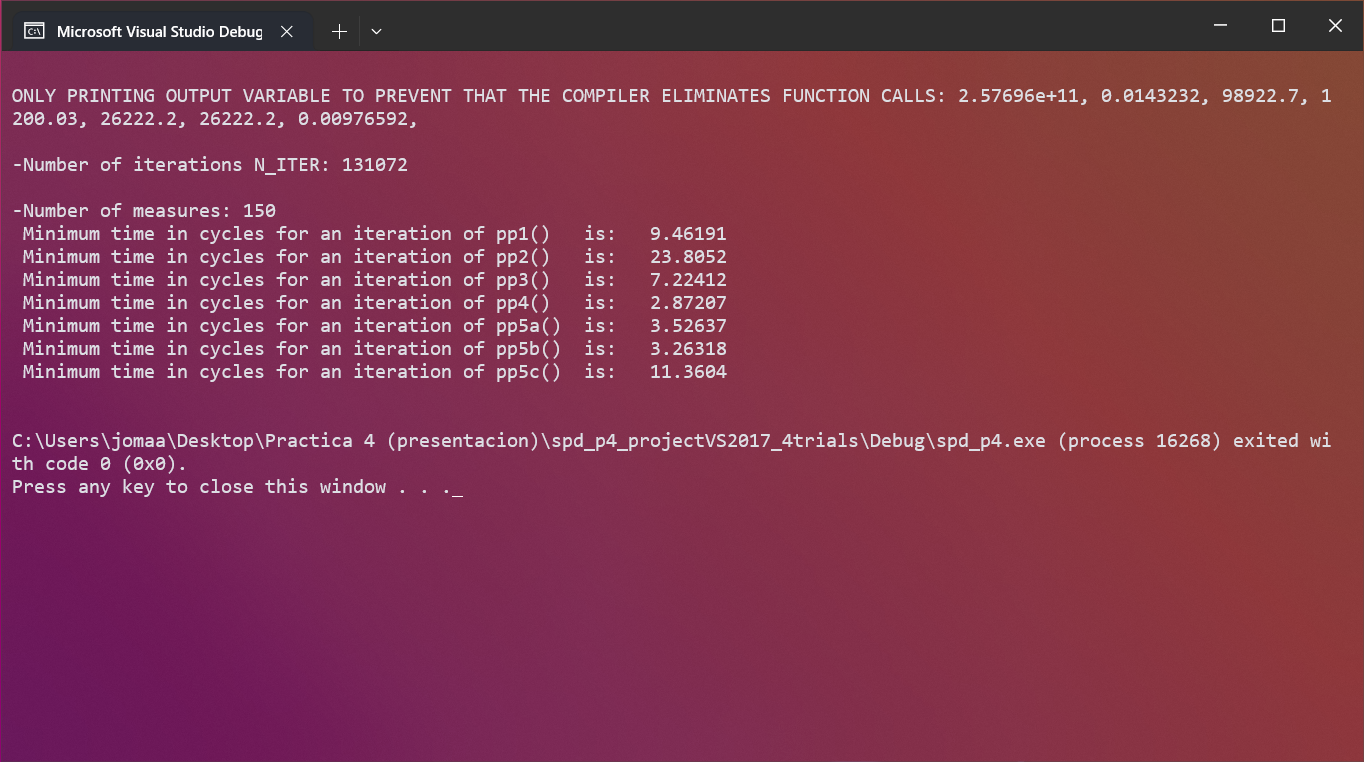 Microsoft Visual Studio Debug
ONLY PRINTING OUTPUT VARIABLE TO PREVENT THAT THE COMPILER ELIMINATES FUNCTION CALLS: 2.57696e+11, 0.0143232, 98922.7, 1
200.03, 26222.2, 26222.2, 0.00976592,
-Number of iterations N_ITER: 131072
-Number of measures: 150
Minimum time in cycles for an iteration of pp1()   is:   9.46191
Minimum time in cycles for an iteration of pp2()   is:   23.8052
Minimum time in cycles for an iteration of pp3()   is:   7.22412
Minimum time in cycles for an iteration of pp4()   is:   2.87207
Minimum time in cycles for an iteration of pp5a()  is:   3.52637
Minimum time in cycles for an iteration of pp5b()  is:   3.26318
Minimum time in cycles for an iteration of pp5c()  is:   11.3604
C:\Users\jomaa\Desktop\Practica 4 (presentacion)\spd_p4_projectVS2017_4trials\Debug\spd_p4.exe (process 16268) exited wi
th code 0 (0x0).
Press any key to close this window . . ._